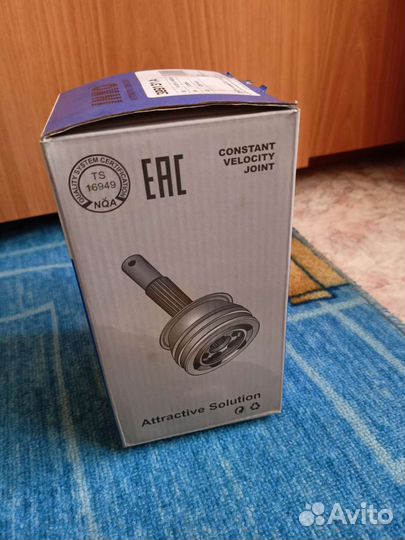 QUALITY SYSTEM CERTIFICATION
TS
16949
NQA
EAC
CONSTANT
VELOCITY
JOINT
Attractive Solution
Avito